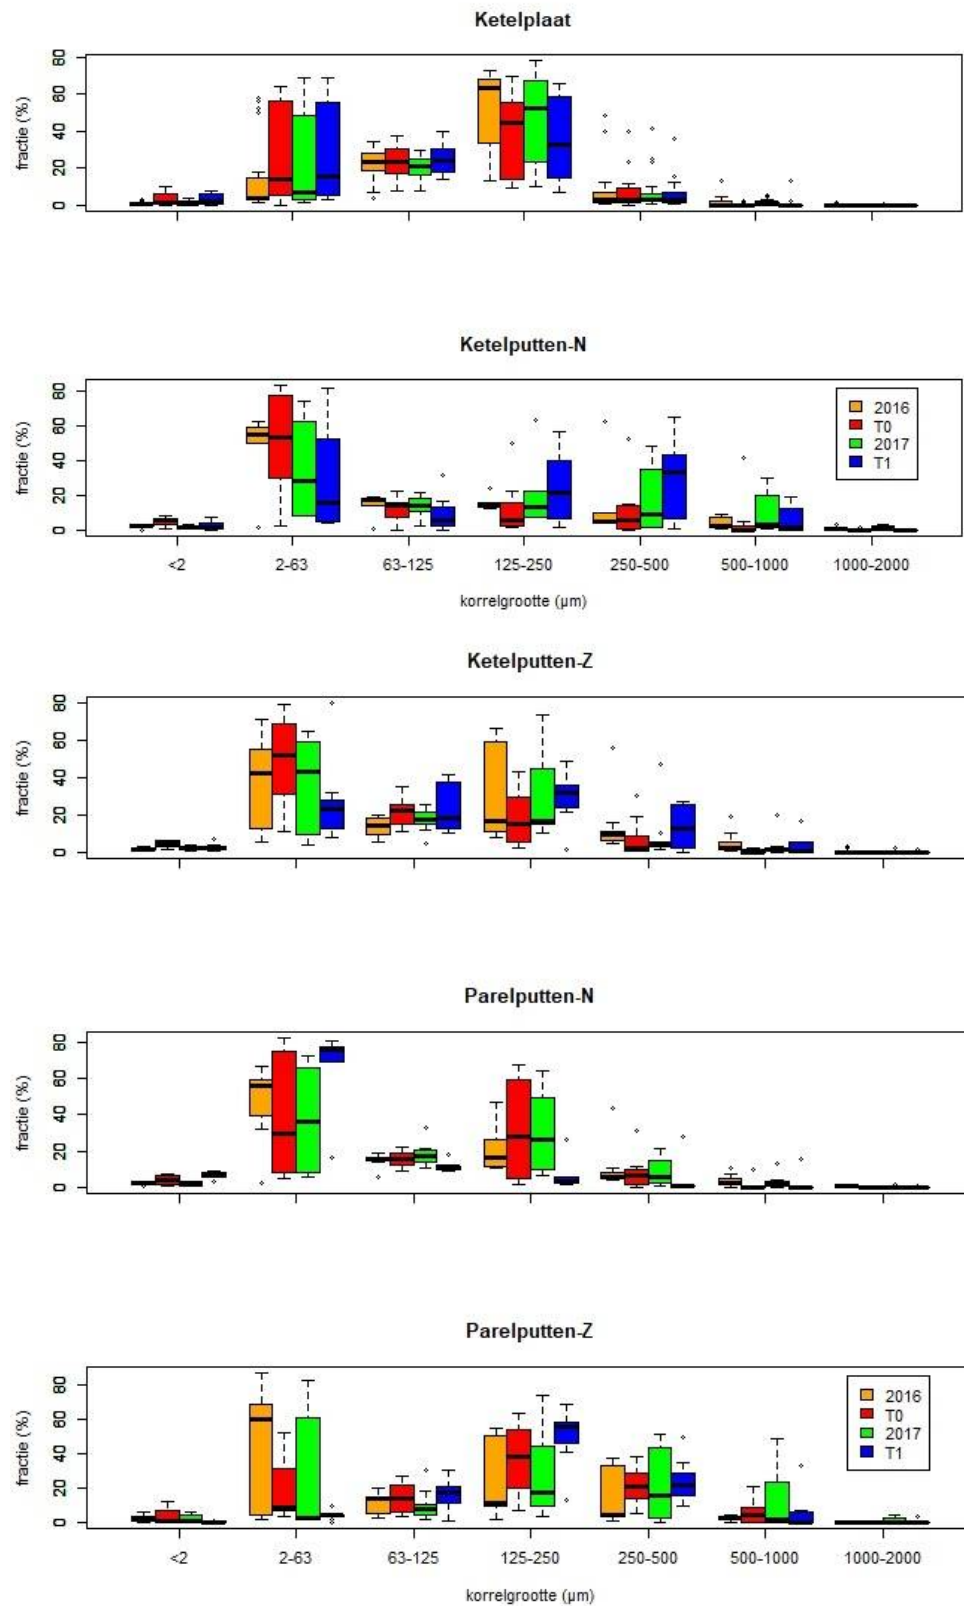 Ketelplaat
fractie (%)
80
60
40
20
0
Ketelputten-N
fractie (%)
80
60
40
20
0
2016
T0
2017
T1
<2 2-63 63-125 125-250 250-500 500-1000 1000-2000
korrelgrootte (µm)
Ketelputten-Z
fractie (%)
80
60
40
20
0
Parelputten-N
fractie (%)
80
60
40
20
0
Parelputten-Z
fractie (%)
80
60
40
20
0
2016
T0
2017
T1
<2 2-63 63-125 125-250 250-500 500-1000 1000-2000
korrelgrootte (µm)